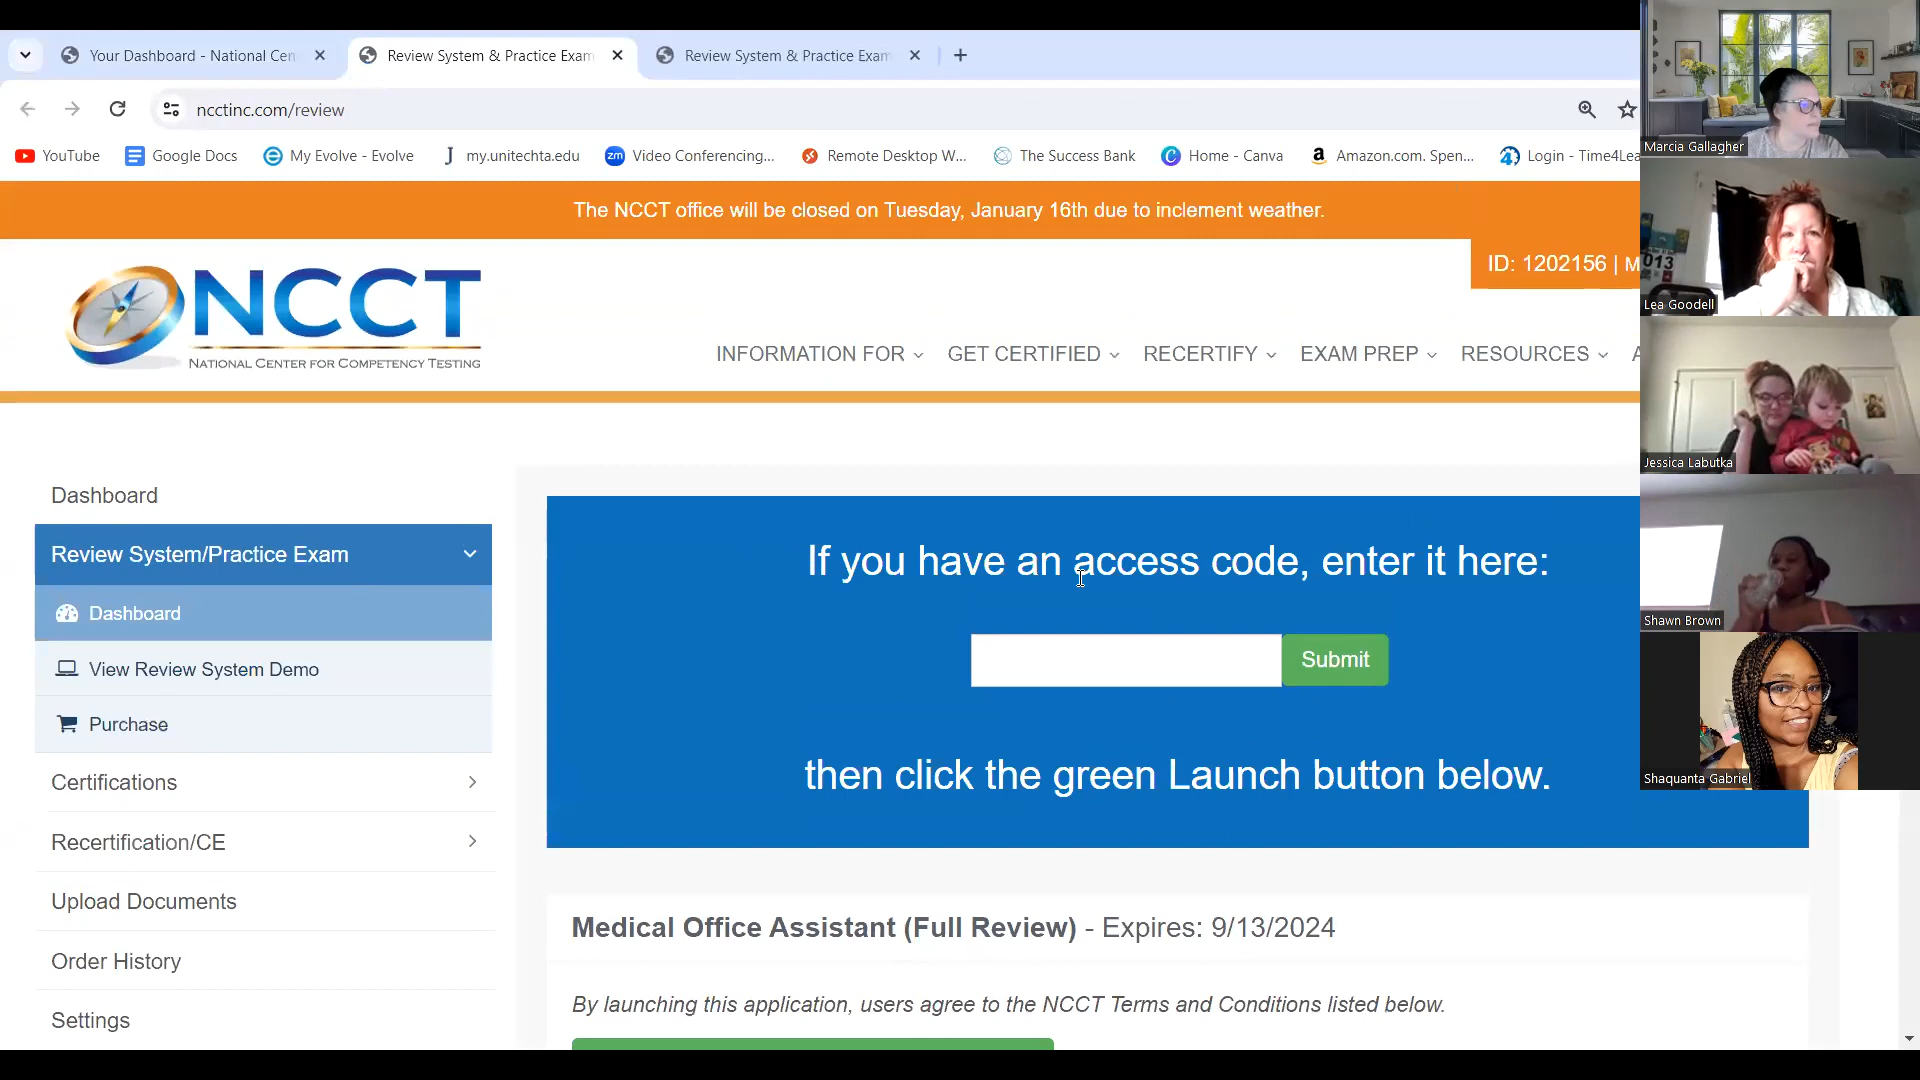 Your Dashboard - National Cen
Review System & Practice Exam
Review System & Practice Exam
ncctinc.com/review
YouTube
Google Docs
My Evolve - Evolve
my.unitechta.edu
Video Conferencing...
Remote Desktop W...
The Success Bank
Home - Canva
Amazon.com. Spen...
Login - Time4Lea
The NCCT office will be closed on Tuesday, January 16th due to inclement weather.
ID: 1202156 | M
NCCT
NATIONAL CENTER FOR COMPETENCY TESTING
INFORMATION FOR
GET CERTIFIED
RECERTIFY
EXAM PREP
RESOURCES
A
Dashboard
Review System/Practice Exam
Dashboard
View Review System Demo
Purchase
Certifications
Recertification/CE
Upload Documents
Order History
Settings
If you have an access code, enter it here:
Submit
then click the green Launch button below.
Medical Office Assistant (Full Review) - Expires: 9/13/2024
By launching this application, users agree to the NCCT Terms and Conditions listed below.
Marcia Gallagher
013
Lea Goodell
Jessica Labutka
Shawn Brown
Shaquanta Gabriel